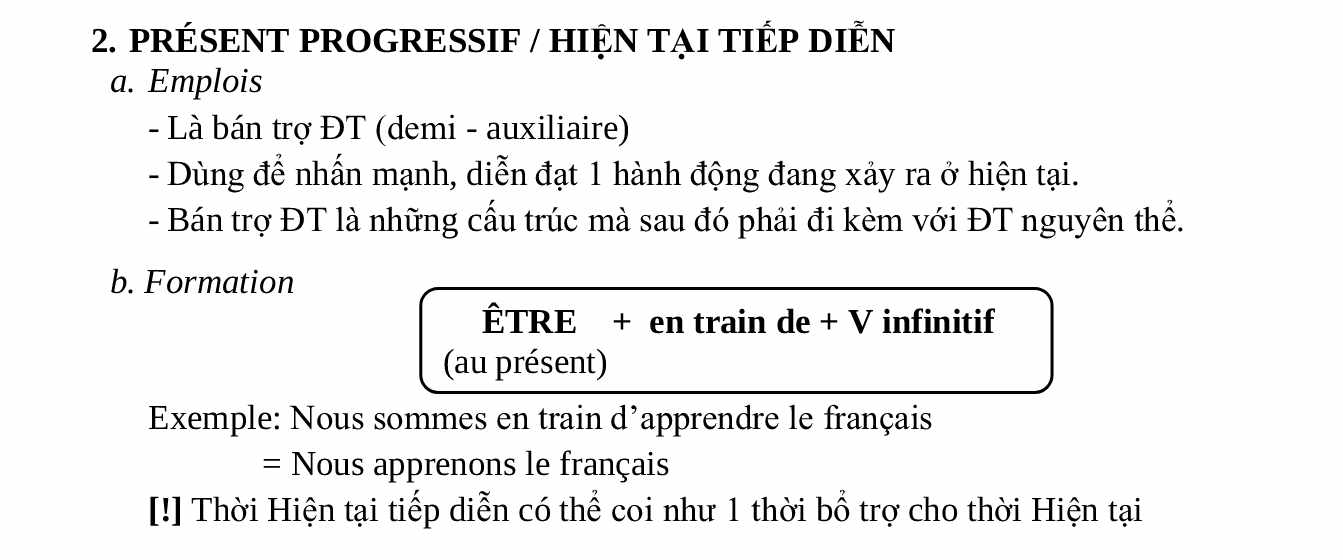 2. PRÉSENT PROGRESSIF / HIỆN TẠI TIẾP DIỄN
a. Emplois
- Là bán trợ ĐT (demi - auxiliaire)
- Dùng để nhấn mạnh, diễn đạt 1 hành động đang xảy ra ở hiện tại.
- Bán trợ ĐT là những cấu trúc mà sau đó phải đi kèm với ĐT nguyên thể.
b. Formation
ÊTRE + en train de + V infinitif
(au présent)
Exemple: Nous sommes en train d’apprendre le français
= Nous apprenons le français
[!] Thời Hiện tại tiếp diễn có thể coi như 1 thời bổ trợ cho thời Hiện tại